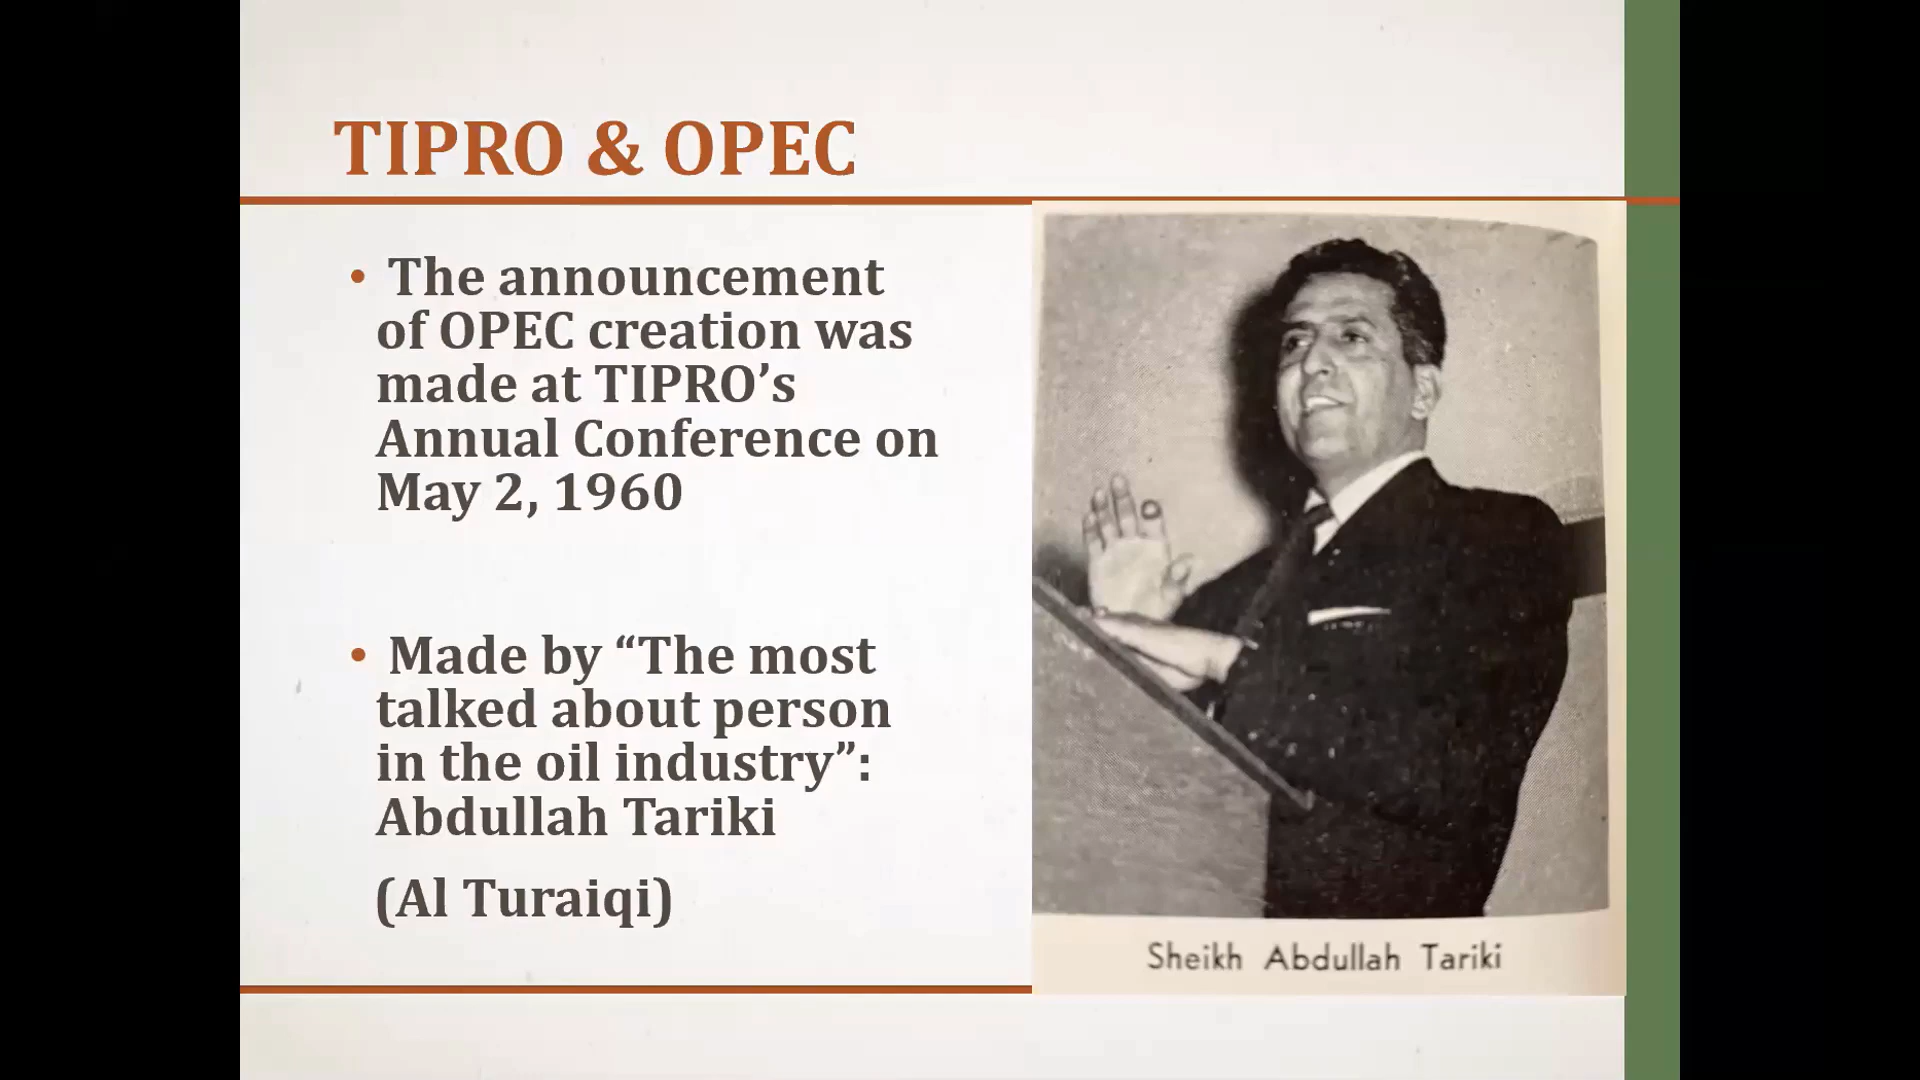 TIPRO & OPEC
• The announcement
of OPEC creation was
made at TIPRO’s
Annual Conference on
May 2, 1960
• Made by “The most
talked about person
in the oil industry”:
Abdullah Tariki
(Al Turaiqi)
Sheikh Abdullah Tariki